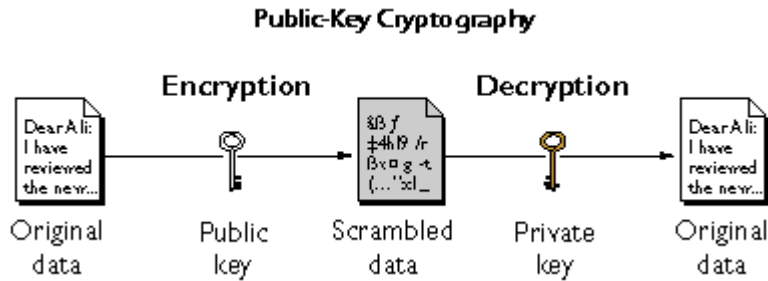 Public-Key Cryptography
Encryption
Decryption
Dear Ali:
I have
reviewed
the new...
Dear Ali:
I have
reviewed
the new...
Original
data
Public
key
Scrambled
data
Private
key
Original
data